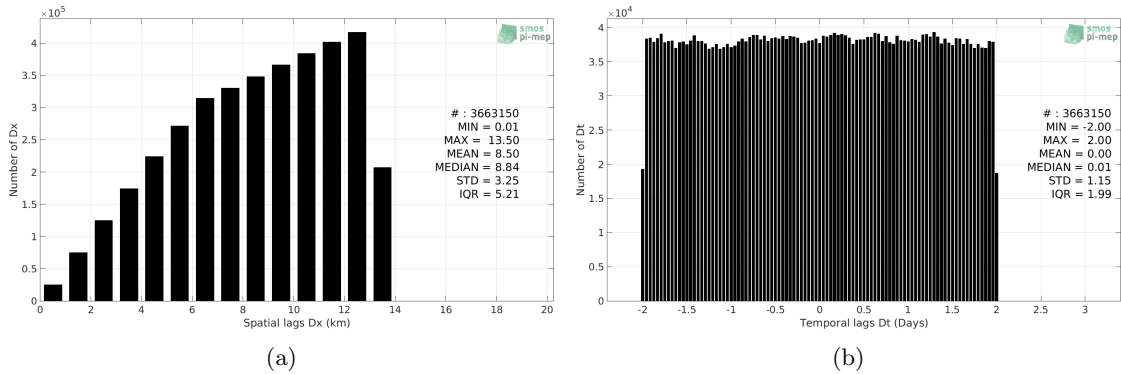 ×10⁵
4
3.5
3
2.5
2
1.5
1
0.5
0
Number of Dx
0 2 4 6 8 10 12 14 16 18 20
Spatial lags Dx (km)
smos
pi-mep
# : 3663150
MIN = 0.01
MAX = 13.50
MEAN = 8.50
MEDIAN = 8.84
STD = 3.25
IQR = 5.21
(a)
×10⁴
4
3.5
3
2.5
2
1.5
1
0.5
0
Number of Dt
-2 -1.5 -1 -0.5 0 0.5 1 1.5 2 2.5 3
Temporal lags Dt (Days)
smos
pi-mep
# : 3663150
MIN = -2.00
MAX = 2.00
MEAN = 0.00
MEDIAN = 0.01
STD = 1.15
IQR = 1.99
(b)